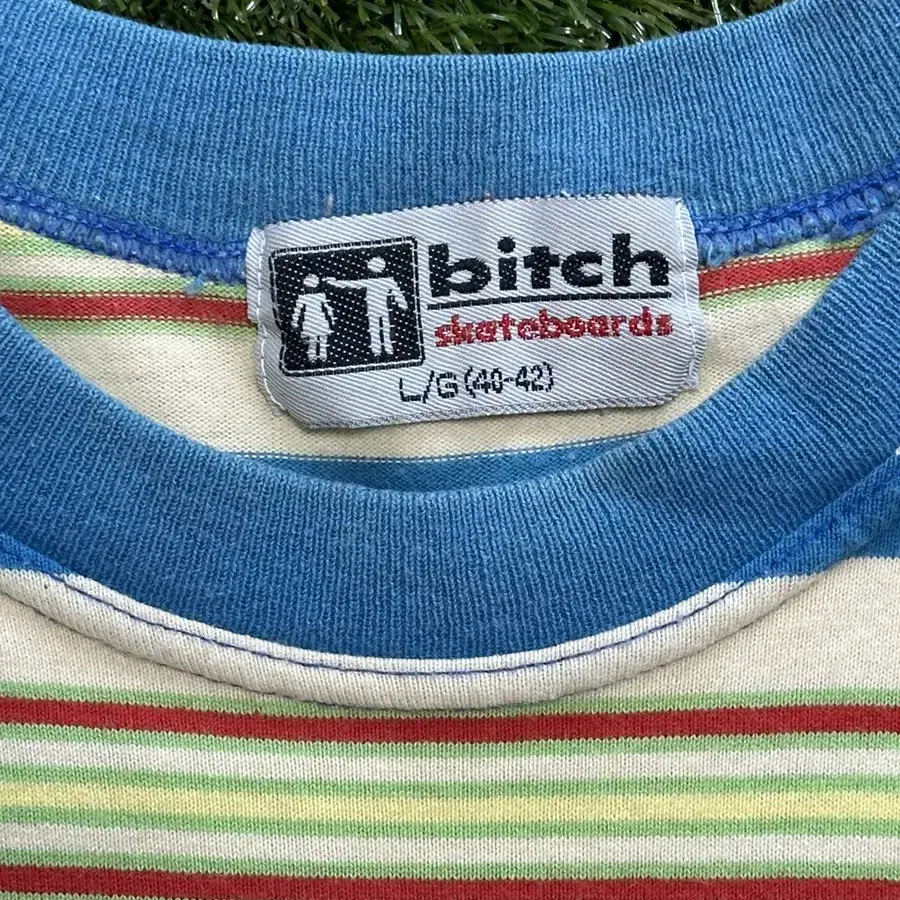 bitch
skateboards
L/G (40-42)